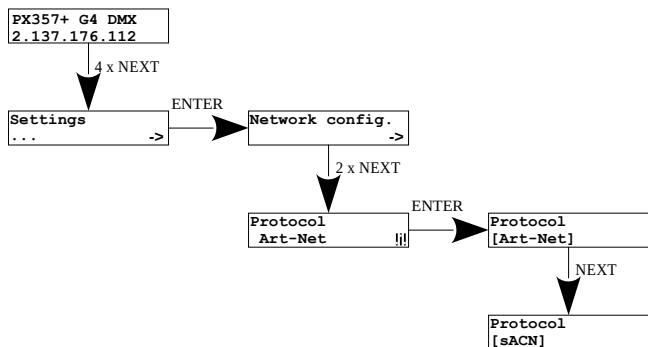 PX357+ G4 DMX
2.137.176.112
4 x NEXT
Settings
... ->
ENTER
Network config.
->
2 x NEXT
Protocol
Art-Net !¡!
ENTER
Protocol
[Art-Net]
NEXT
Protocol
[sACN]